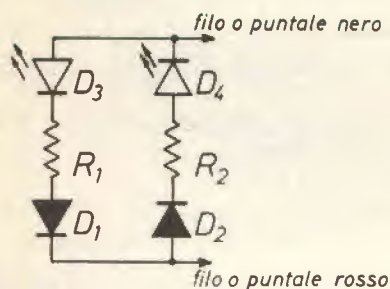 filo o puntale nero
D3 D4
R1 R2
D1 D2
filo o puntale rosso